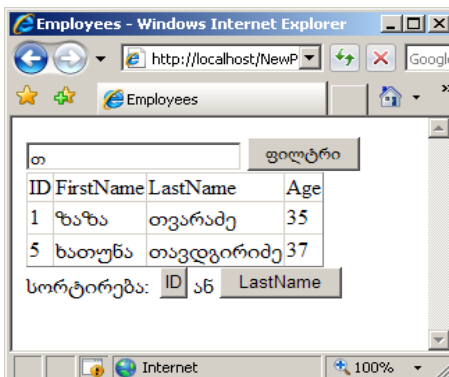 Employees - Windows Internet Explorer
http://localhost/NewP
Googl
Employees
თ ფილტრი
ID FirstName LastName Age
1 ზაზა თვარაძე 35
5 ხათუნა თავდგირიძე 37
სორტირება: ID ან LastName
Internet 100%